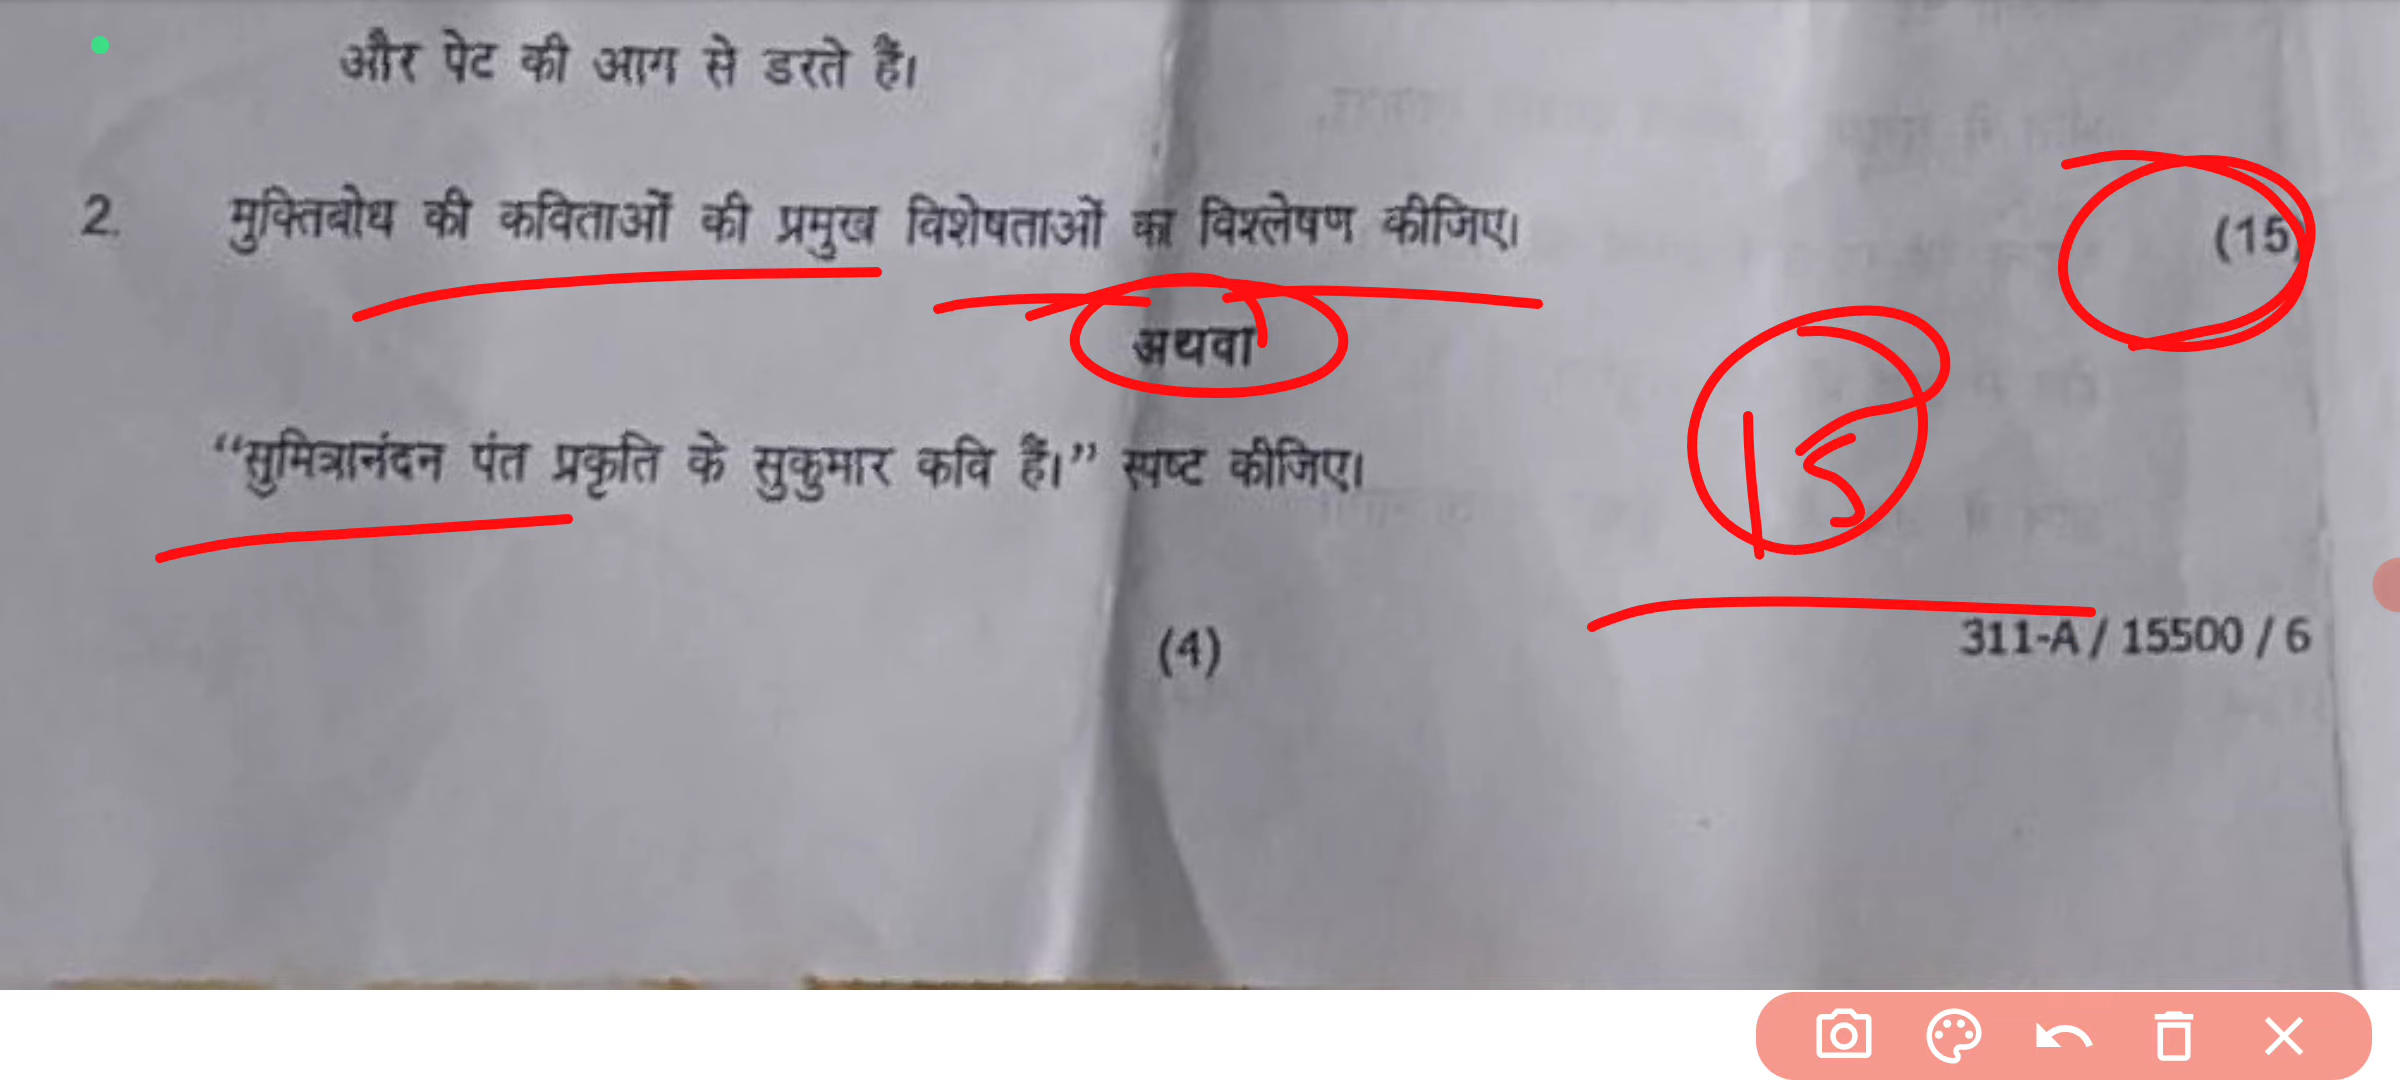 और पेट की आग से डरते हैं।
2. मुक्तिबोध की कविताओं की प्रमुख विशेषताओं का विश्लेषण कीजिए। (15)
अथवा
15
“सुमित्रानंदन पंत प्रकृति के सुकुमार कवि हैं।” स्पष्ट कीजिए।
(4) 311-A / 15500 / 6